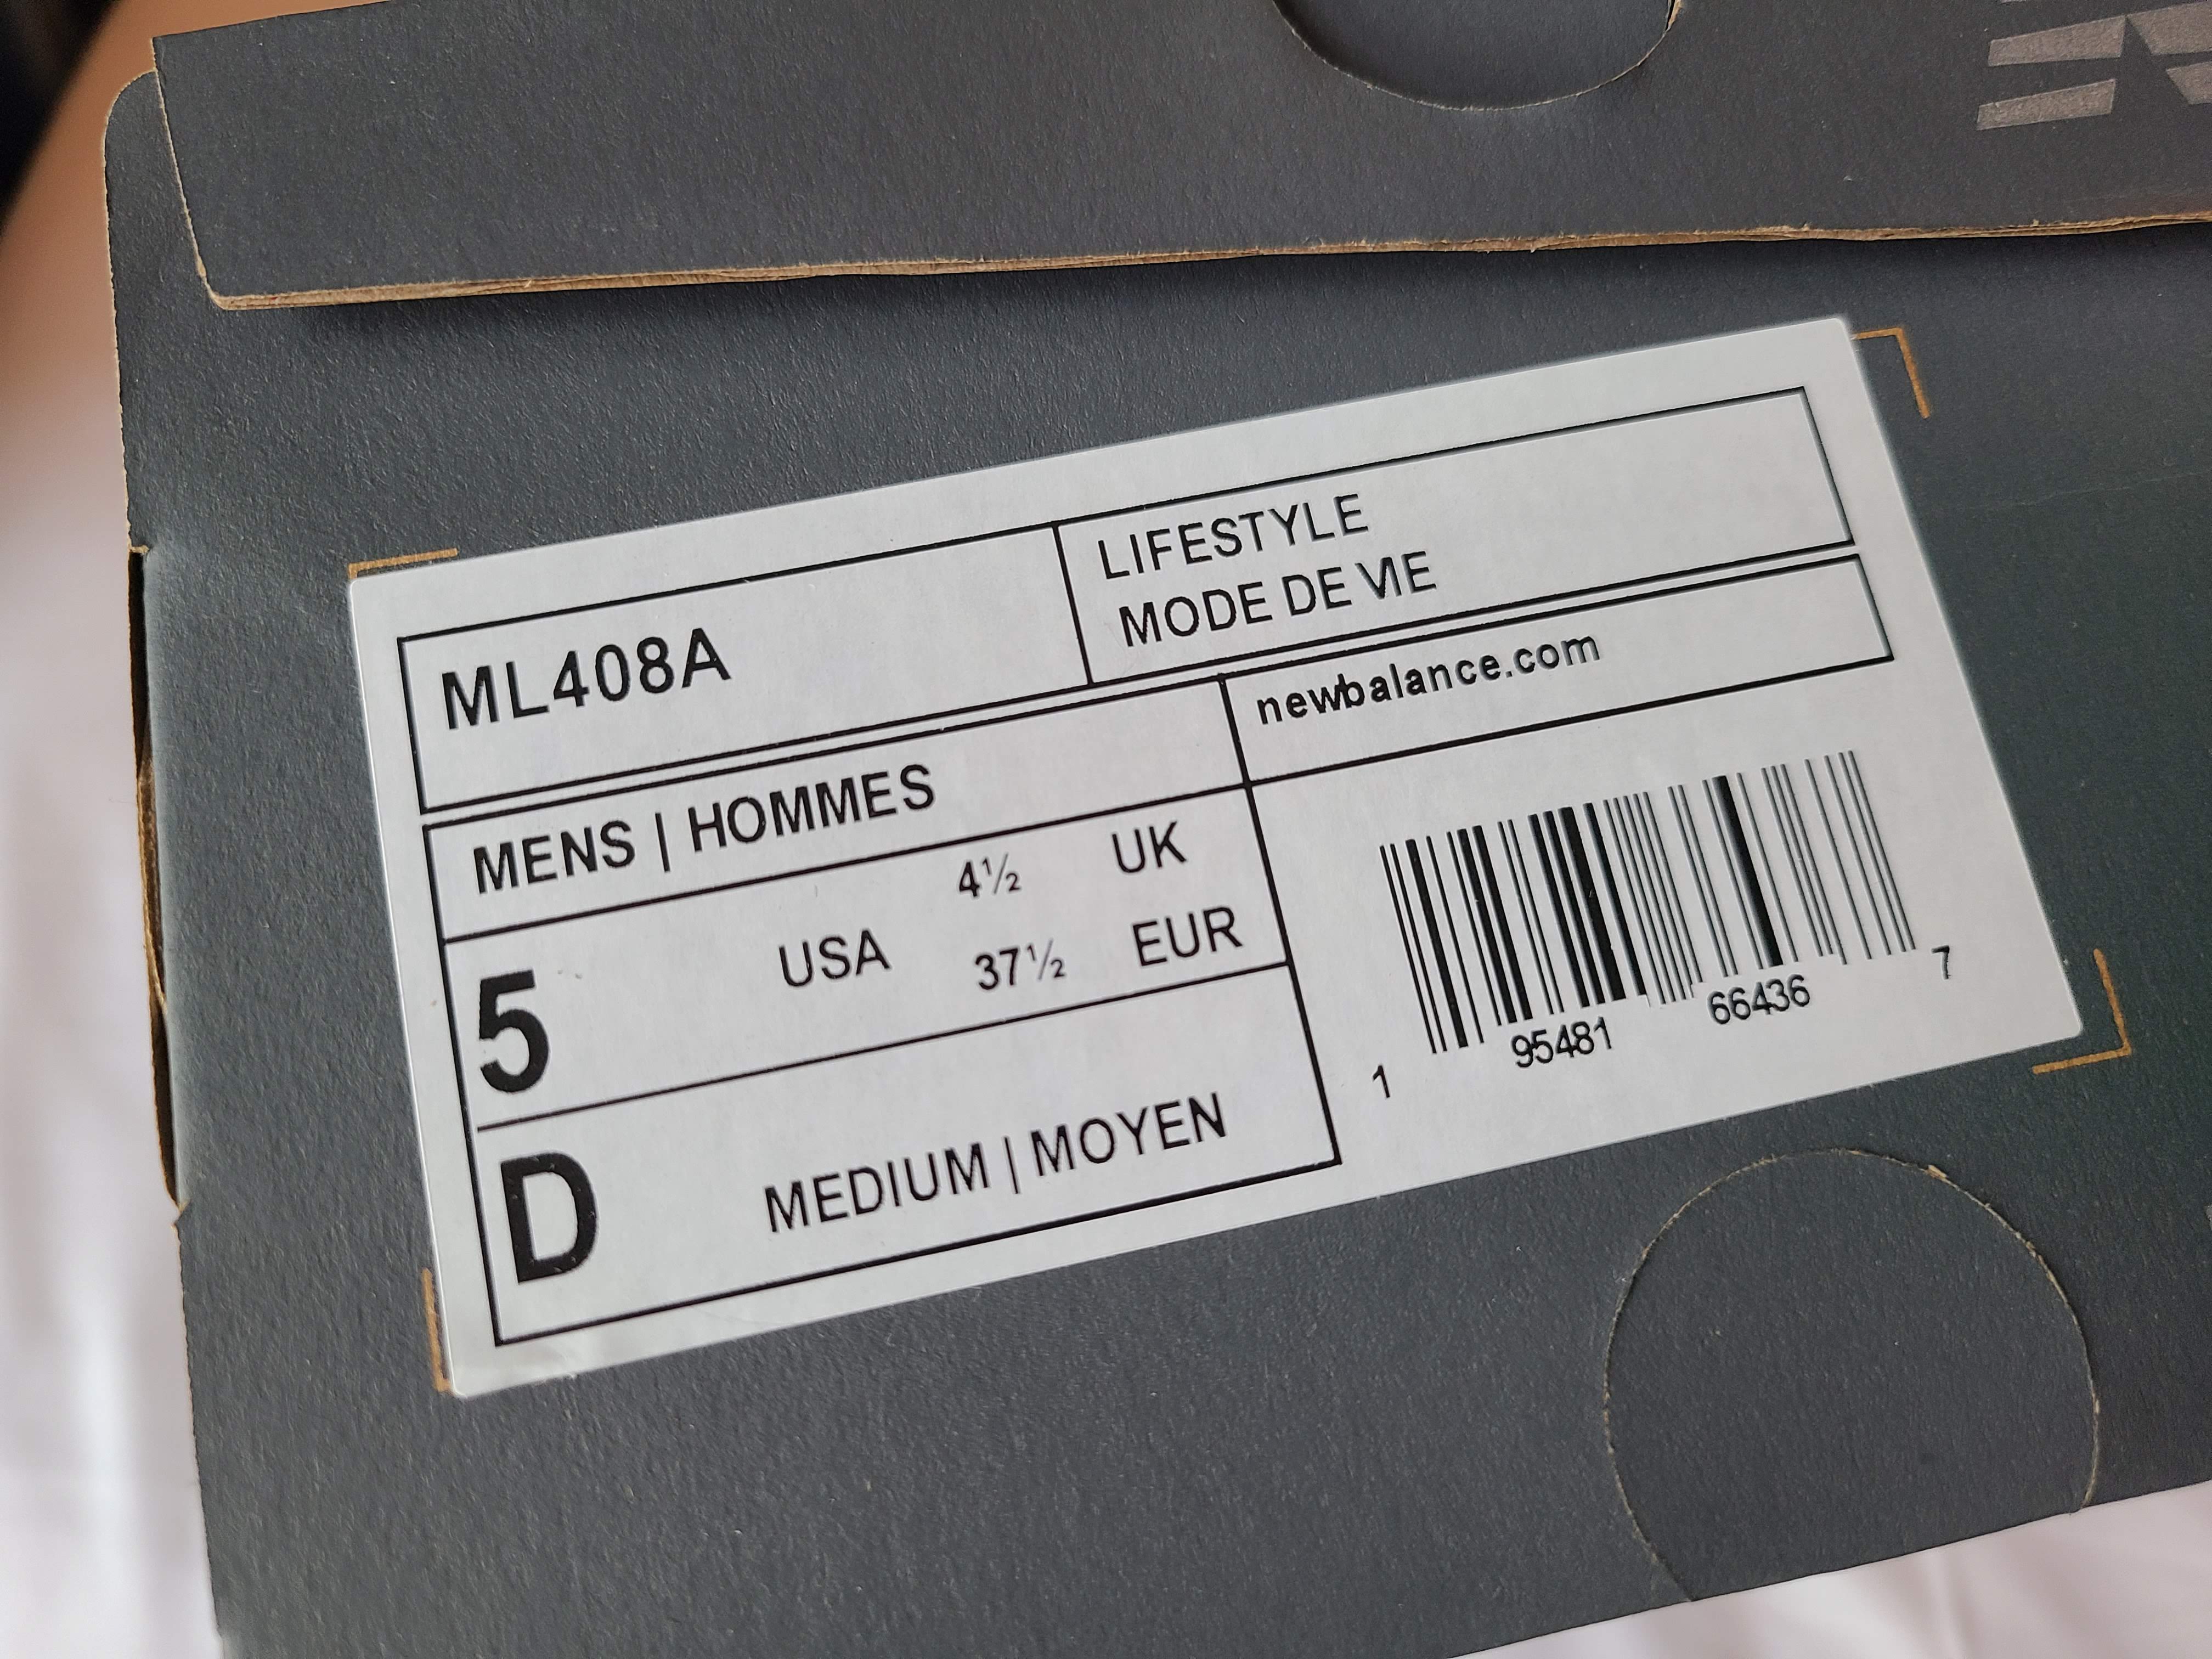 ML408A
LIFESTYLE
MODE DE VIE
MENS | HOMMES
newbalance.com
5 USA
4½ UK
37½ EUR
D MEDIUM | MOYEN
1 95481 66436 7